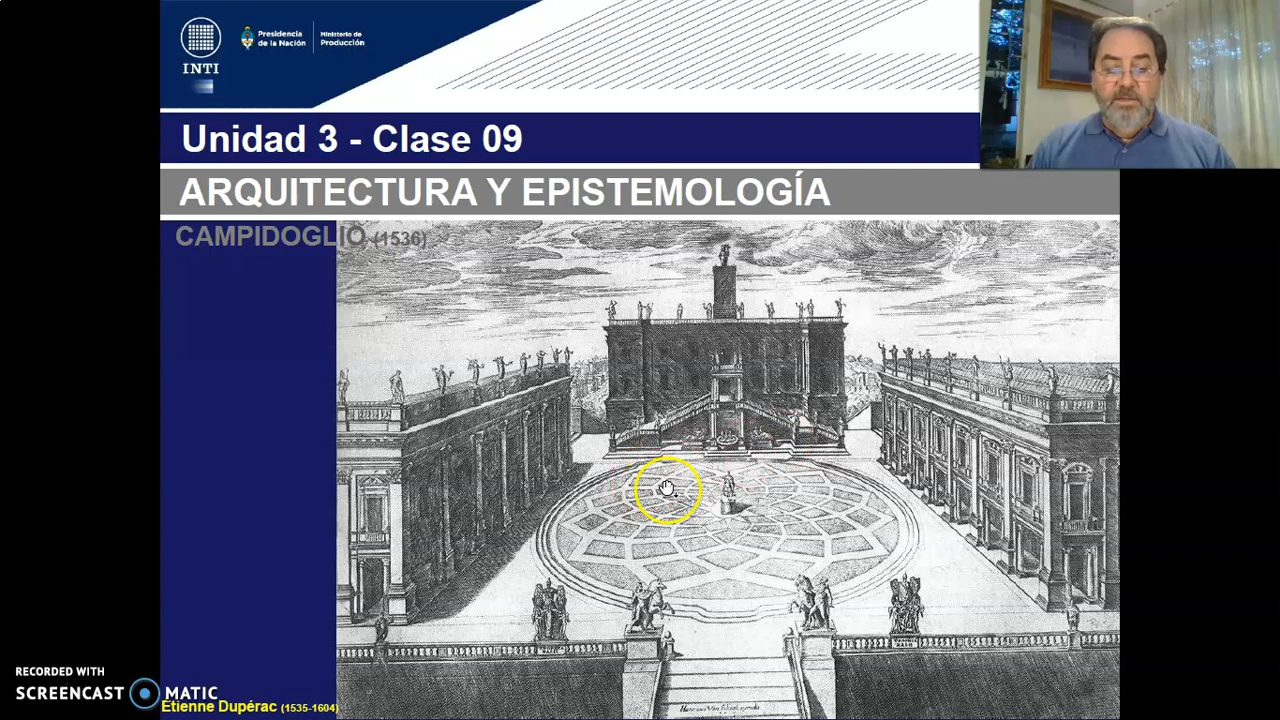 INTI
Presidencia
de la Nación
Ministerio de
Producción
Unidad 3 - Clase 09
ARQUITECTURA Y EPISTEMOLOGÍA
CAMPIDOGLIO (1536)
RECORDED WITH
SCREENCAST MATIC
Etienne Dupérac (1535-1604)